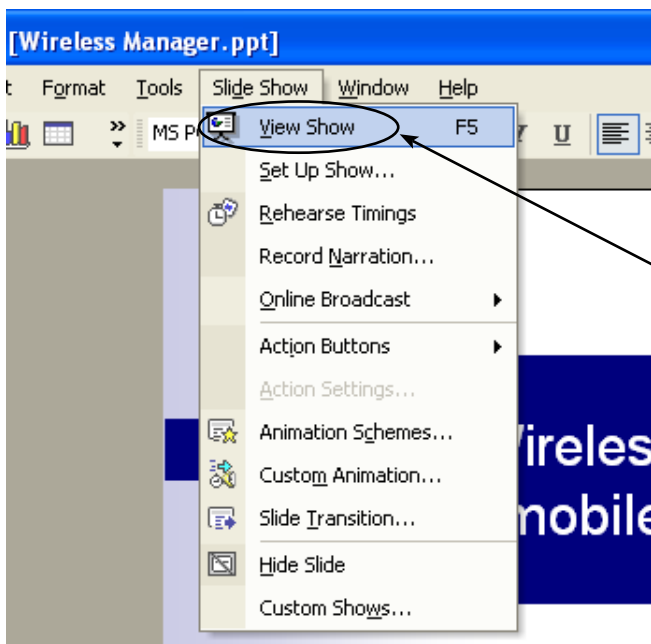 [Wireless Manager.ppt]
t Format Tools Slide Show Window Help
MS P U
View Show F5
Set Up Show...
Rehearse Timings
Record Narration...
Online Broadcast
Action Buttons
Action Settings...
Animation Schemes...
Custom Animation...
Slide Transition...
Hide Slide
Custom Shows...
ireles
mobile